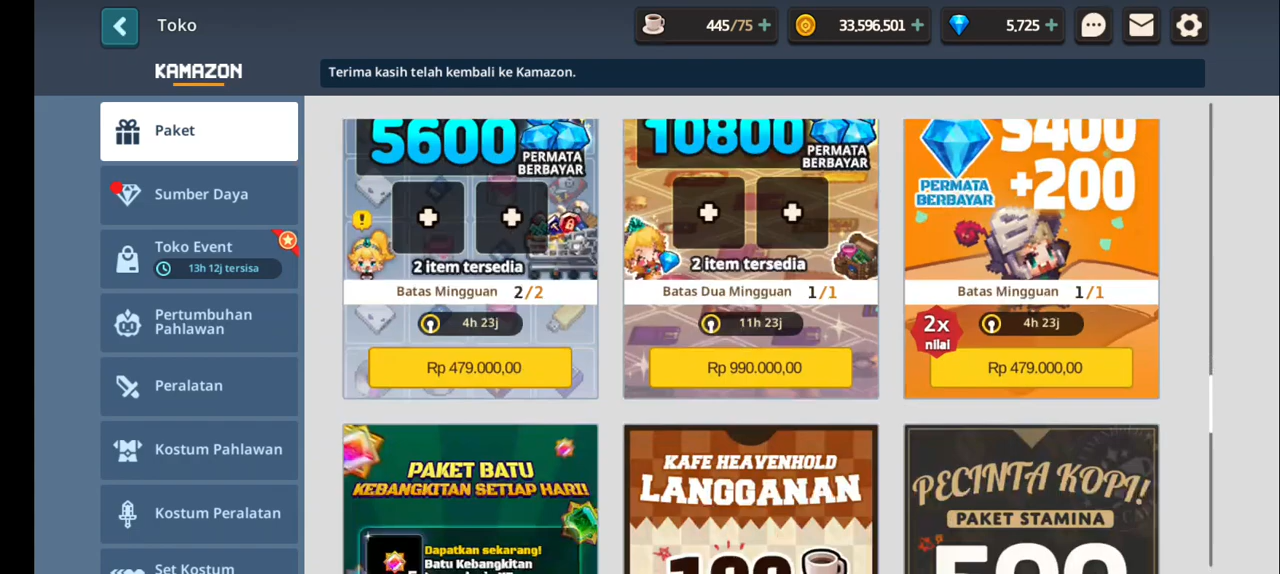 Toko
445/75
33,596,501
5,725
KAMAZON
Terima kasih telah kembali ke Kamazon.
Paket
Sumber Daya
Toko Event
13h 12j tersisa
Pertumbuhan
Pahlawan
Peralatan
Kostum Pahlawan
Kostum Peralatan
Set Kostum
5600
PERMATA
BERBAYAR
2 item tersedia
Batas Mingguan 2/2
4h 23j
Rp 479.000,00
10800
PERMATA
BERBAYAR
2 item tersedia
Batas Dua Mingguan 1/1
11h 23j
Rp 990.000,00
5400
+200
PERMATA
BERBAYAR
Batas Mingguan 1/1
2x
nilai
4h 23j
Rp 479.000,00
PAKET BATU
KEBANGKITAN SETIAP HARI!
Dapatkan sekarang!
Batu Kebangkitan
KAFE HEAVENHOLD
LANGGANAN
PECINTA KOPI!
PAKET STAMINA